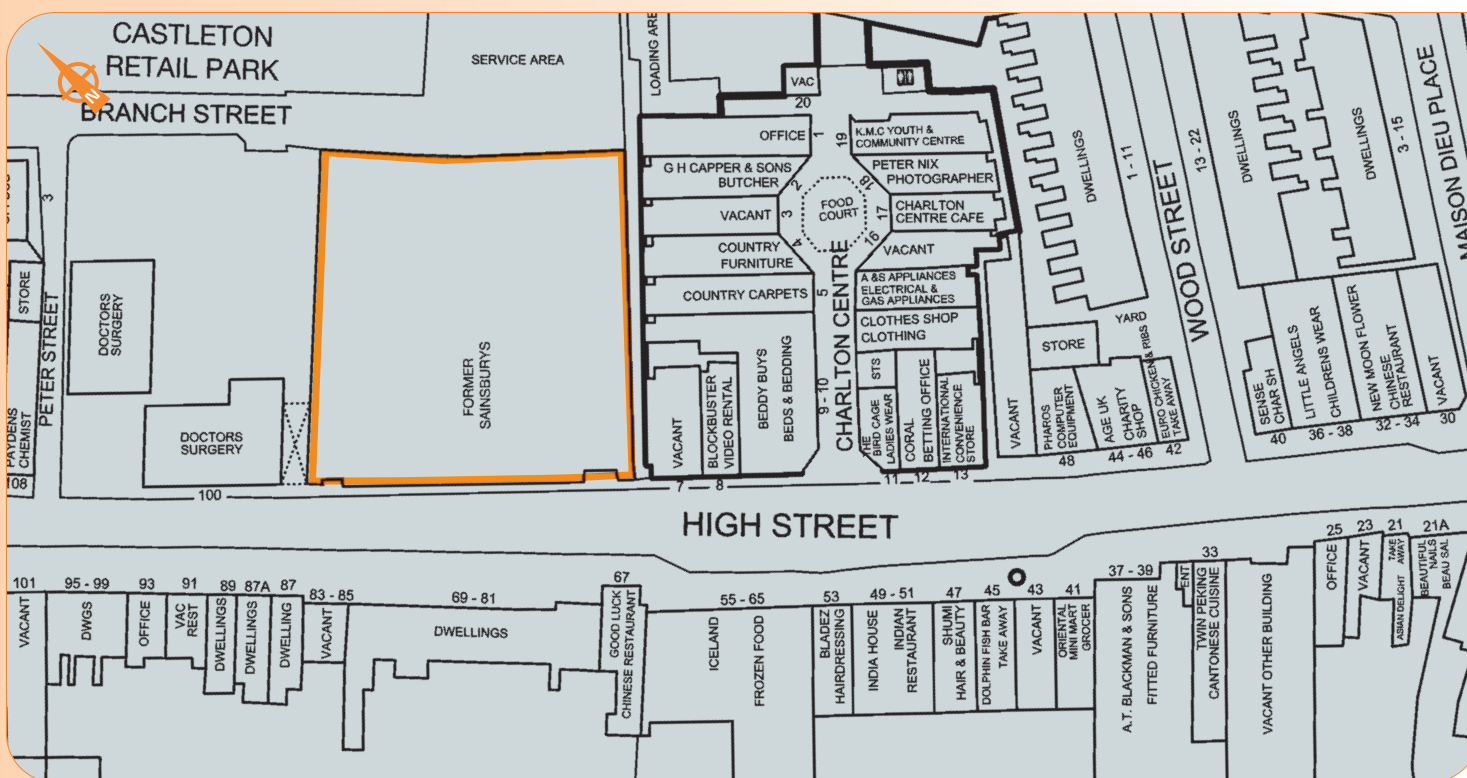 CASTLETON
RETAIL PARK
N
BRANCH STREET
SERVICE AREA
LOADING AREA
VAC
20
OFFICE
1
19
K.M.C YOUTH &
COMMUNITY CENTRE
G H CAPPER & SONS
BUTCHER
2
18
PETER NIX
PHOTOGRAPHER
VACANT
3
FOOD
COURT
17
CHARLTON
CENTRE CAFE
COUNTRY
FURNITURE
4
16
VACANT
COUNTRY CARPETS
5
A &S APPLIANCES
ELECTRICAL &
GAS APPLIANCES
CLOTHES SHOP
CLOTHING
CHARLTON CENTRE
9 - 10
BEDDY BUYS
BEDS & BEDDING
VACANT
7
BLOCKBUSTER
VIDEO RENTAL
8
STS
THE
BIRD CAGE
LADIES WEAR
11
CORAL
BETTING OFFICE
12
INTERNATIONAL
CONVENIENCE
STORE
13
3
STORE
PETER STREET
PAYDENS
CHEMIST
108
DOCTORS
SURGERY
DOCTORS
SURGERY
100
FORMER
SAINSBURYS
DWELLINGS
1 - 11
WOOD STREET
13 - 22
DWELLINGS
DWELLINGS
3 - 15
MAISON DIEU PLACE
YARD
STORE
VACANT
PHAROS
COMPUTER
EQUIPMENT
48
AGE UK
CHARITY
SHOP
44 - 46
EURO CHICKEN & RIBS
TAKE AWAY
42
SENSE
CHAR SH
40
LITTLE ANGELS
CHILDRENS WEAR
36 - 38
NEW MOON FLOWER
CHINESE
RESTAURANT
32 - 34
VACANT
30
HIGH STREET
101
VACANT
95 - 99
DWGS
93
OFFICE
91
VAC
REST
89
DWELLINGS
87A
DWELLINGS
87
DWELLING
83 - 85
VACANT
69 - 81
DWELLINGS
67
GOOD LUCK
CHINESE RESTAURANT
55 - 65
ICELAND
FROZEN FOOD
53
BLADEZ
HAIRDRESSING
49 - 51
INDIA HOUSE
INDIAN
RESTAURANT
47
SHUMI
HAIR & BEAUTY
45
DOLPHIN FISH BAR
TAKE AWAY
43
VACANT
41
ORIENTAL
MINI MART
GROCER
37 - 39
A.T. BLACKMAN & SONS
FITTED FURNITURE
ENT
33
TWIN PEKING
CANTONESE CUISINE
VACANT OTHER BUILDING
25
OFFICE
23
VACANT
21
TAKE
AWAY
ASIAN DELIGHT
21A
BEAUTIFUL
NAILS
BEAU SAL